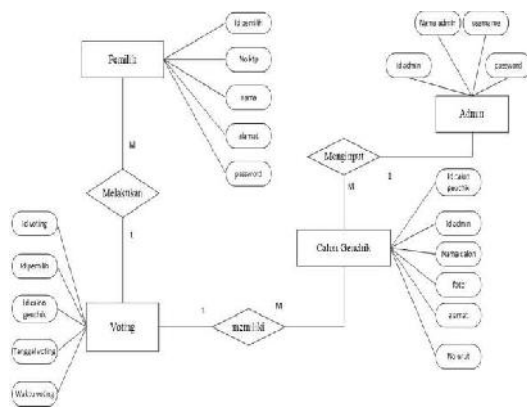 Id pemilih
No ktp
nama
alamat
password
Pemilih
Nama admin
username
Id admin
password
Admin
M
Melakukan
1
Menginput
1
M
Id calon
geuchik
Id admin
Nama calon
foto
alamat
No urut
Calon Geuchik
Id voting
Id pemilih
Id calon
geuchik
Tanggal voting
Waktu voting
Voting
1
memiliki
M